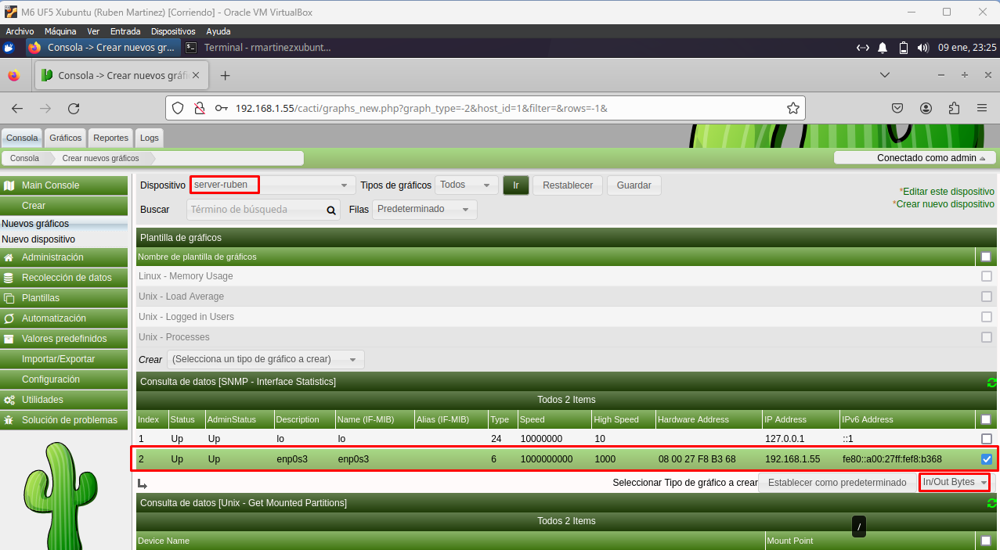 M6 UF5 Xubuntu (Ruben Martinez) [Corriendo] - Oracle VM VirtualBox
Archivo Máquina Ver Entrada Dispositivos Ayuda
Consola -> Crear nuevos gr... Terminal - rmartinezxubunt... 09 ene, 23:25
Consola -> Crear nuevos gráfi
192.168.1.55/cacti/graphs_new.php?graph_type=-2&host_id=1&filter=&rows=-1&
Consola Gráficos Reportes Logs
Consola Crear nuevos gráficos Conectado como admin
Main Console
Crear
Nuevos gráficos
Nuevo dispositivo
Administración
Recolección de datos
Plantillas
Automatización
Valores predefinidos
Importar/Exportar
Configuración
Utilidades
Solución de problemas
Dispositivo server-ruben Tipos de gráficos Todos Ir Restablecer Guardar
*Editar este dispositivo
*Crear nuevo dispositivo
Buscar Término de búsqueda Filas Predeterminado
Plantilla de gráficos
Nombre de plantilla de gráficos
Linux - Memory Usage
Unix - Load Average
Unix - Logged in Users
Unix - Processes
Crear (Selecciona un tipo de gráfico a crear)
Consulta de datos [SNMP - Interface Statistics]
Todos 2 Items
Index Status AdminStatus Description Name (IF-MIB) Alias (IF-MIB) Type Speed High Speed Hardware Address IP Address IPv6 Address
1 Up Up lo lo 24 10000000 10 127.0.0.1 ::1
2 Up Up enp0s3 enp0s3 6 1000000000 1000 08 00 27 F8 B3 68 192.168.1.55 fe80::a00:27ff:fef8:b368
Seleccionar Tipo de gráfico a crear Establecer como predeterminado In/Out Bytes
Consulta de datos [Unix - Get Mounted Partitions]
Todos 2 Items
/
Device Name Mount Point